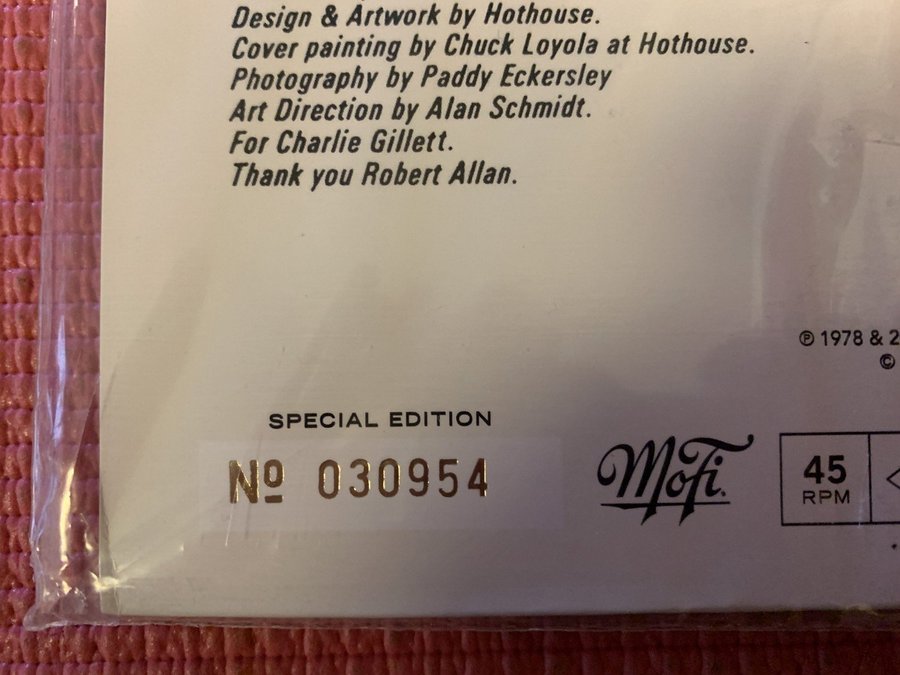 Design & Artwork by Hothouse.
Cover painting by Chuck Loyola at Hothouse.
Photography by Paddy Eckersley
Art Direction by Alan Schmidt.
For Charlie Gillett.
Thank you Robert Allan.
℗ 1978 & 2
©
SPECIAL EDITION
Nº 030954
MoFi
45
RPM